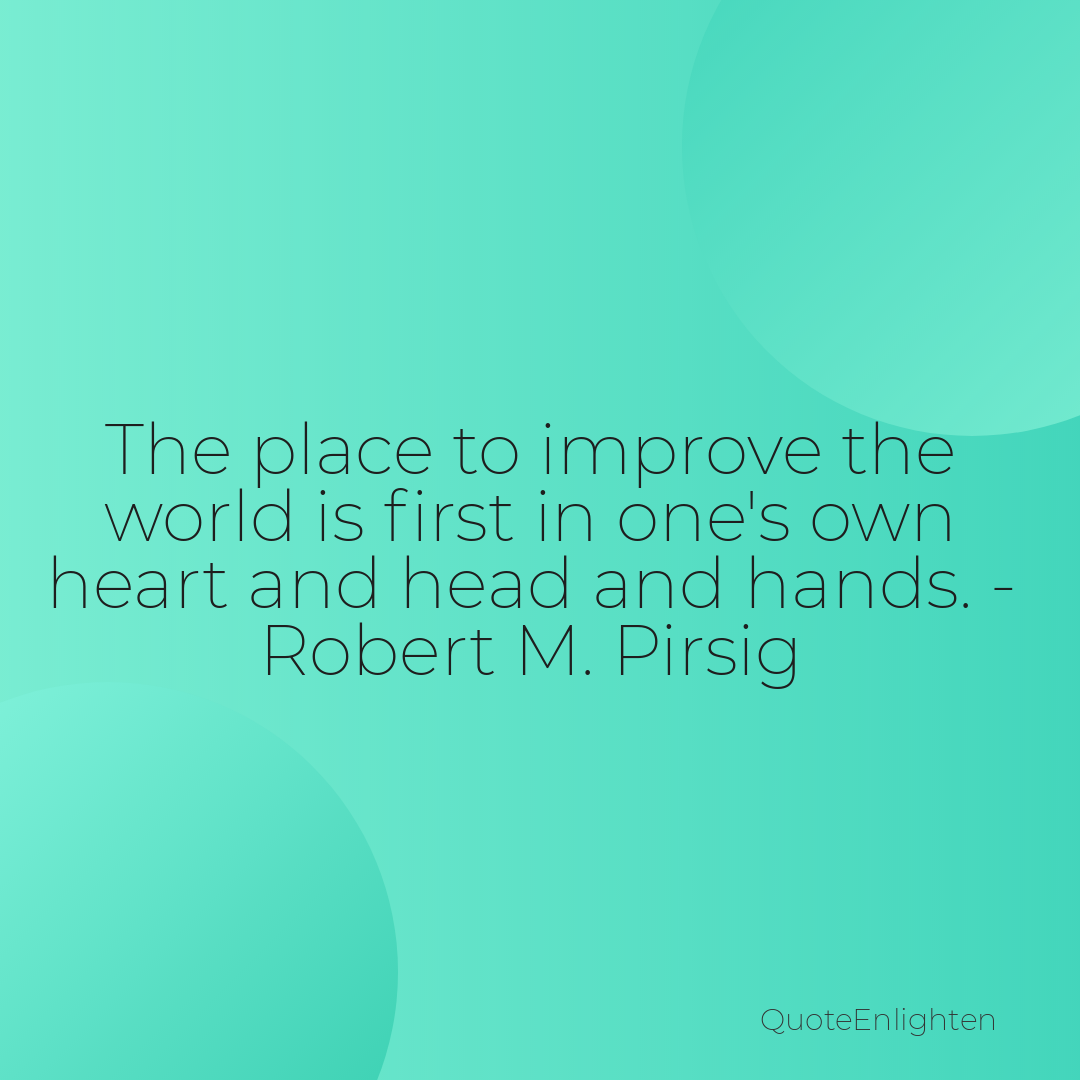 The place to improve the
world is first in one's own
heart and head and hands. -
Robert M. Pirsig
QuoteEnlighten